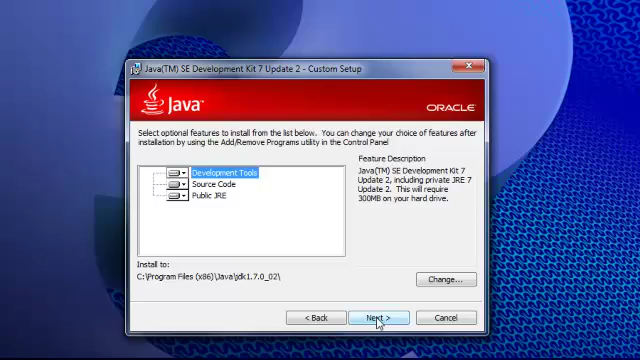 Java(TM) SE Development Kit 7 Update 2 - Custom Setup
Java™
ORACLE
Select optional features to install from the list below. You can change your choice of features after
installation by using the Add/Remove Programs utility in the Control Panel
Development Tools
Source Code
Public JRE
Feature Description
Java(TM) SE Development Kit 7
Update 2, including private JRE 7
Update 2. This will require
300MB on your hard drive.
Install to:
C:\Program Files (x86)\Java\jdk1.7.0_02\
Change...
< Back
Next >
Cancel